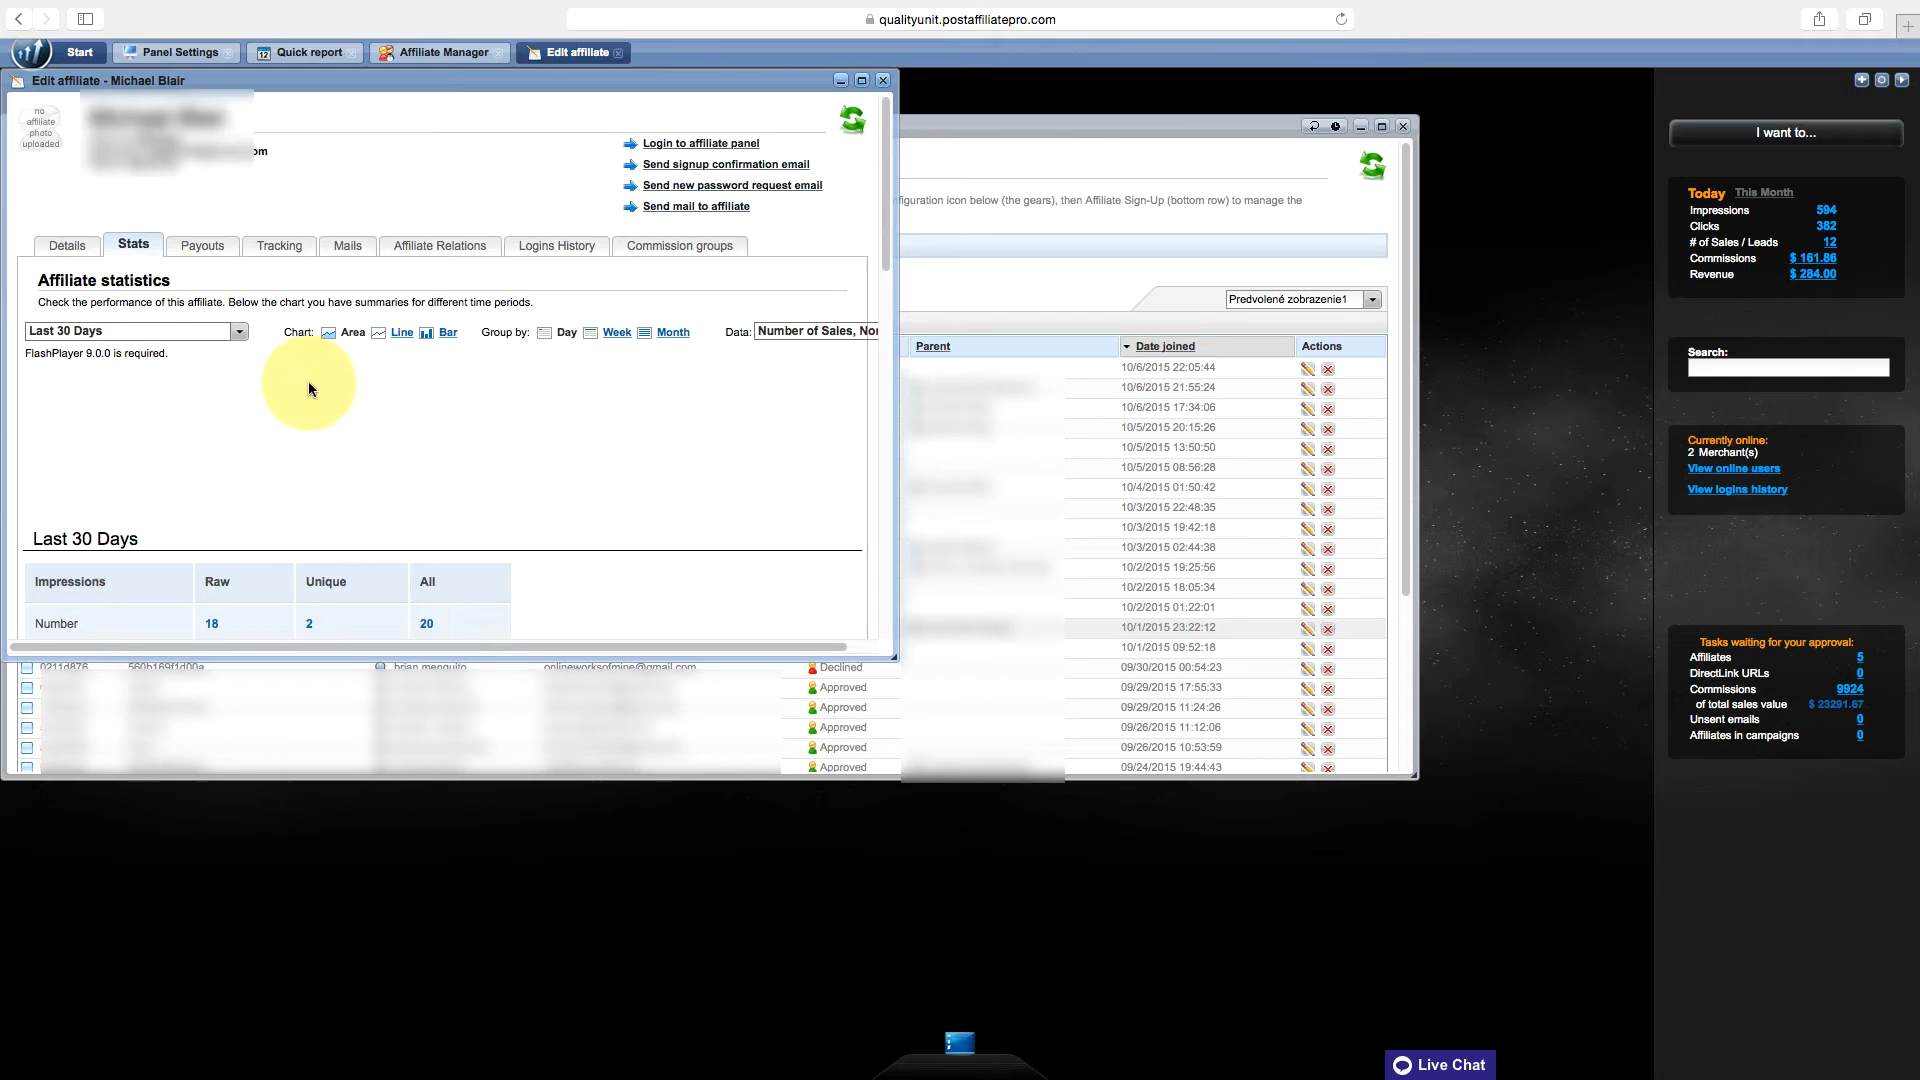 qualityunit.postaffiliatepro.com
Start
Panel Settings
Quick report
Affiliate Manager
Edit affiliate
Edit affiliate - Michael Blair
no affiliate photo uploaded
om
Login to affiliate panel
Send signup confirmation email
Send new password request email
Send mail to affiliate
Details
Stats
Payouts
Tracking
Mails
Affiliate Relations
Logins History
Commission groups
Affiliate statistics
Check the performance of this affiliate. Below the chart you have summaries for different time periods.
Last 30 Days
Chart: Area Line Bar
Group by: Day Week Month
Data: Number of Sales, Nor
FlashPlayer 9.0.0 is required.
Last 30 Days
Impressions Raw Unique All
Number 18 2 20
figuration icon below (the gears), then Affiliate Sign-Up (bottom row) to manage the
Predvolené zobrazenie1
Parent Date joined Actions
10/6/2015 22:05:44
10/6/2015 21:55:24
10/6/2015 17:34:06
10/5/2015 20:15:26
10/5/2015 13:50:50
10/5/2015 08:56:28
10/4/2015 01:50:42
10/3/2015 22:48:35
10/3/2015 19:42:18
10/3/2015 02:44:38
10/2/2015 19:25:56
10/2/2015 18:05:34
10/2/2015 01:22:01
10/1/2015 23:22:12
10/1/2015 09:52:18
0211d876 560b169f1d00a brian menguito onlineworksofmine@gmail.com Declined 09/30/2015 00:54:23
Approved 09/29/2015 17:55:33
Approved 09/29/2015 11:24:26
Approved 09/26/2015 11:12:06
Approved 09/26/2015 10:53:59
Approved 09/24/2015 19:44:43
I want to...
Today This Month
Impressions 594
Clicks 382
# of Sales / Leads 12
Commissions $ 161.86
Revenue $ 284.00
Search:
Currently online:
2 Merchant(s)
View online users
View logins history
Tasks waiting for your approval:
Affiliates 5
DirectLink URLs 0
Commissions 9924
of total sales value $ 23291.67
Unsent emails 0
Affiliates in campaigns 0
Live Chat